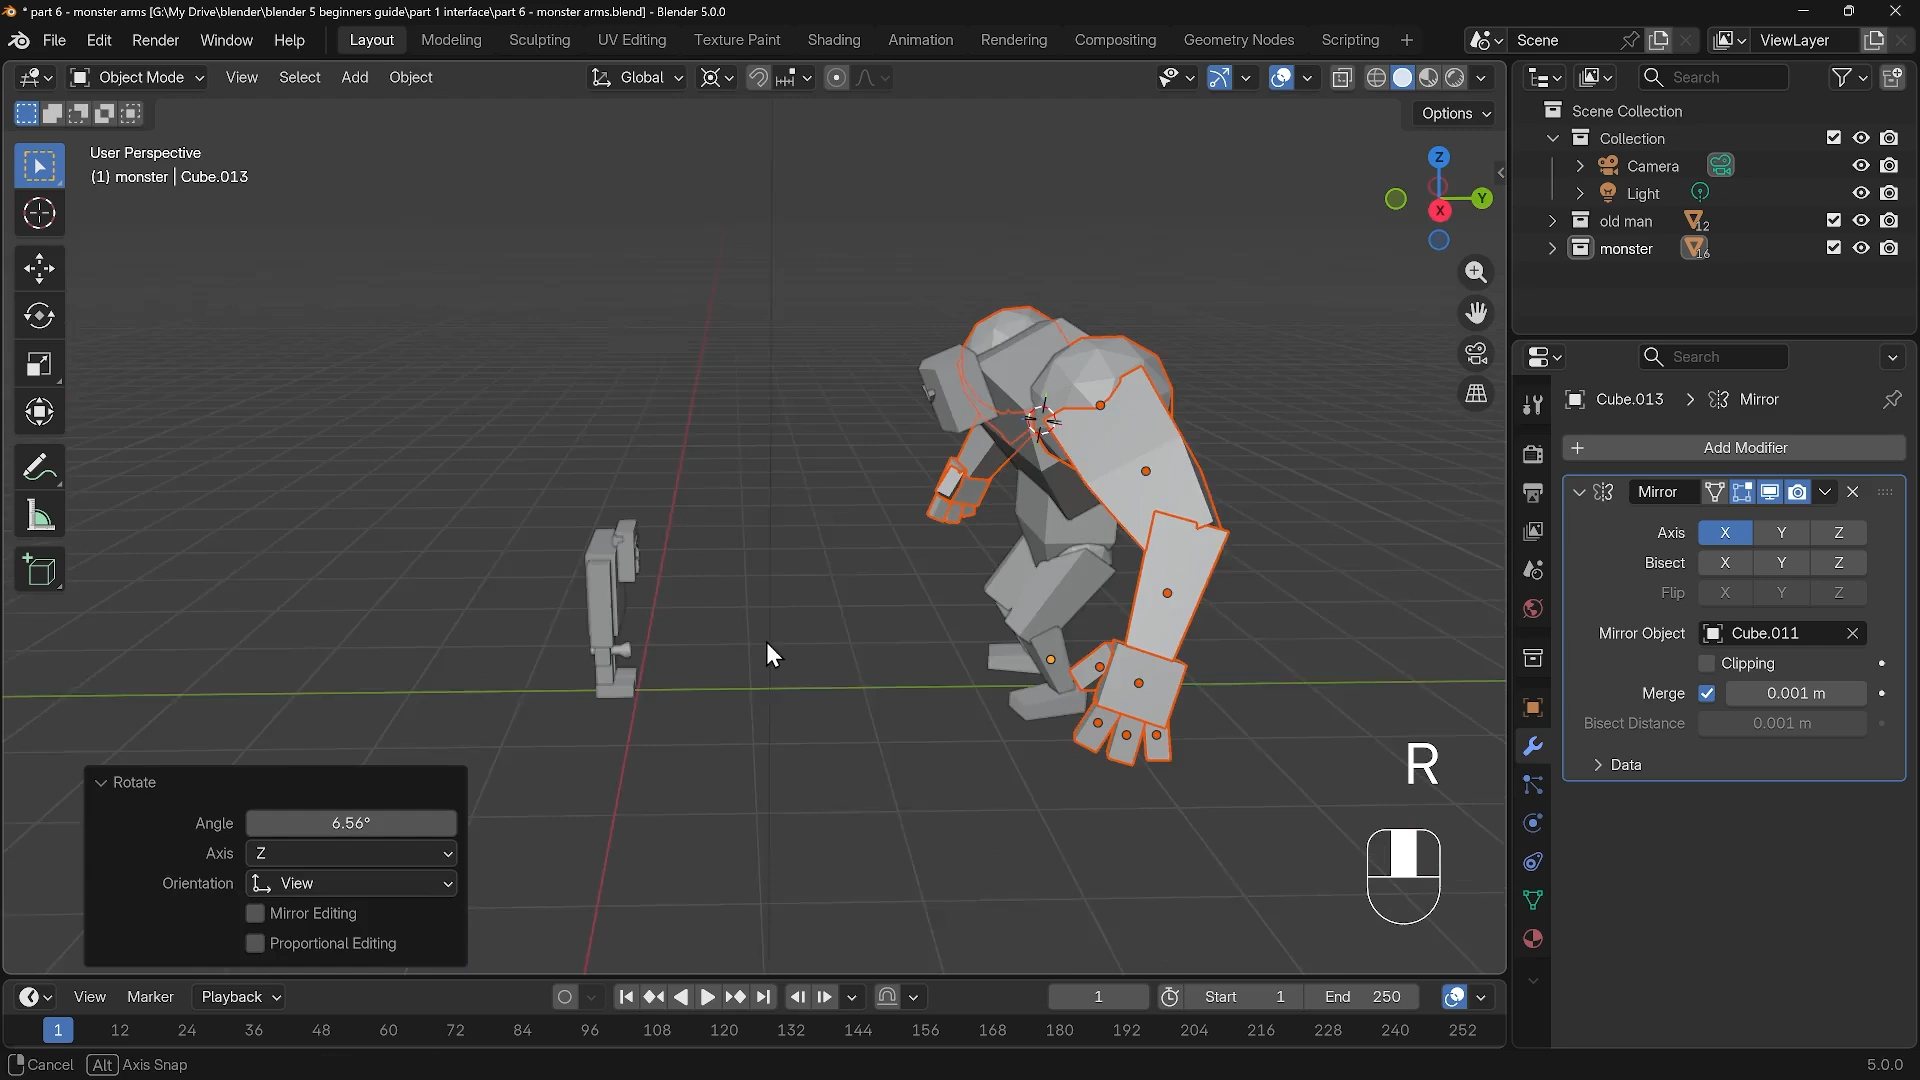 * part 6 - monster arms [G:\My Drive\blender\blender 5 beginners guide\part 1 interface\part 6 - monster arms.blend] - Blender 5.0.0
File Edit Render Window Help Layout Modeling Sculpting UV Editing Texture Paint Shading Animation Rendering Compositing Geometry Nodes Scripting + Scene ViewLayer
Object Mode View Select Add Object Global Search
Options
Scene Collection
User Perspective
(1) monster | Cube.013
Collection
Camera
Light
old man 12
monster 16
Z
Y
X
Search
Cube.013 > Mirror
+ Add Modifier
Mirror
Axis X Y Z
Bisect X Y Z
Flip X Y Z
Mirror Object Cube.011
Clipping
Merge 0.001 m
Bisect Distance 0.001 m
Data
R
Rotate
Angle 6.56°
Axis Z
Orientation View
Mirror Editing
Proportional Editing
View Marker Playback 1 Start 1 End 250
1 12 24 36 48 60 72 84 96 108 120 132 144 156 168 180 192 204 216 228 240 252
Cancel Alt Axis Snap 5.0.0